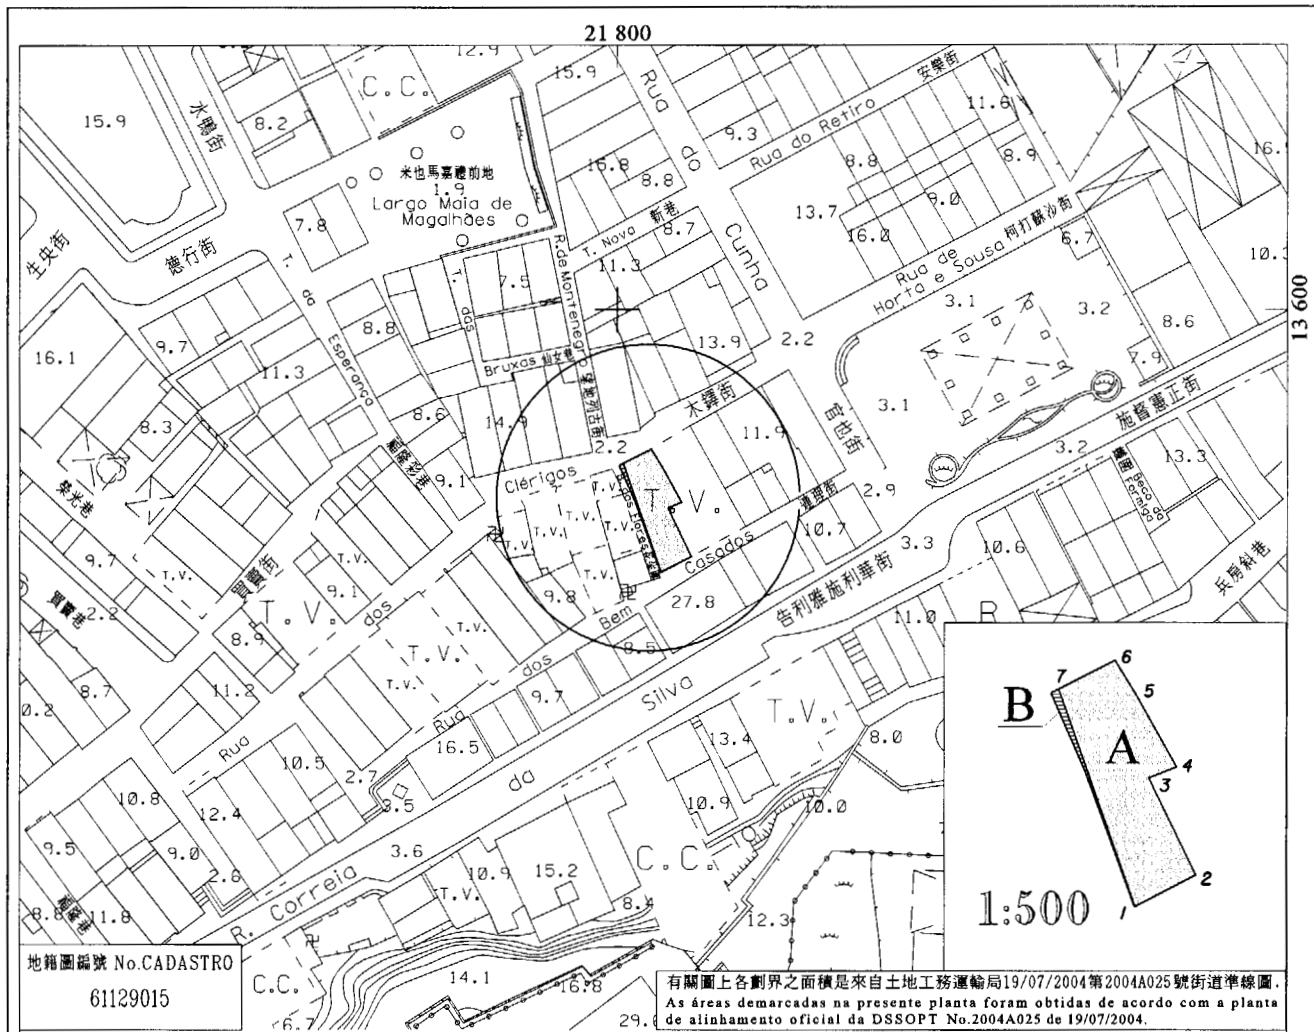 21 800
12.9
C.C.
15.9
Rua do Cunha
安樂街
11.6
15.9
水鴨街
8.2
9.3
Rua do Retiro
16.8
8.8
8.8
8.9
米也馬嘉禮前地
1.9
Largo Maia de
Magalhães
7.8
13.7
9.0
16.0
生央街
德行街
T. Nova 新巷
8.7
11.3
Rua de
Horta e Sousa 柯打蘇沙街
6.7
10.3
T. da Esperança
7.5
T. das
Bruxas 仙女巷
R. de Montenegro
3.1
3.2
13 600
8.8
9.7
16.1
11.3
13.9
2.2
8.6
7.9
8.6
14.9
木鐸街
官也街
3.1
施督憲正街
8.3
福隆彩巷
9.1
2.2
11.9
3.2
13.3
Clérigos
T.V.
T.V.
T.V.
T.V.
T.V.
T.V.
T.V.
Beco da Formiga
2.9
10.7
Casados
3.3
10.6
兵房斜巷
9.7
T.V.
9.1
9.8
27.8
告利雅施利華街
2.2
T.V.
dos
Bem
8.5
11.0
R
8.9
T.V.
T.V.
T.V.
dos
9.7
Silva
T.V.
8.7
11.2
Rua
Rua
16.5
13.4
8.0
10.5
2.7
da
10.8
12.4
3.5
10.9
10.0
9.5
9.0
3.6
15.2
C.C.
2.6
Correia
10.9
T.V.
8.8
11.8
R.
8.4
12.3
C.C.
14.1
16.8
6.7
29.
7
6
5
B
A
4
3
2
1
1:500
地籍圖編號 No.CADASTRO
61129015
有關圖上各劃界之面積是來自土地工務運輸局19/07/2004第2004A025號街道準線圖.
As áreas demarcadas na presente planta foram obtidas de acordo com a planta
de alinhamento oficial da DSSOPT No.2004A025 de 19/07/2004.